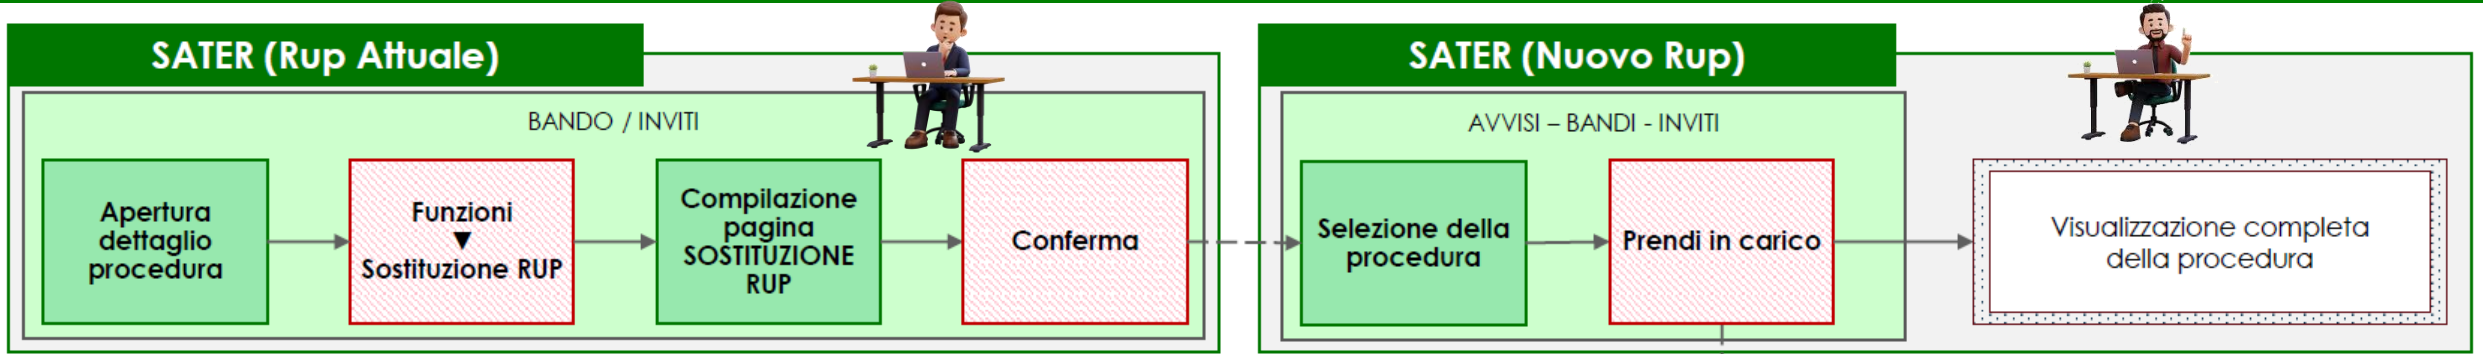 SATER (Rup Attuale)
BANDO / INVITI
Apertura
dettaglio
procedura
Funzioni
▼
Sostituzione RUP
Compilazione
pagina
SOSTITUZIONE
RUP
Conferma
SATER (Nuovo Rup)
AVVISI – BANDI - INVITI
Selezione della
procedura
Prendi in carico
Visualizzazione completa
della procedura